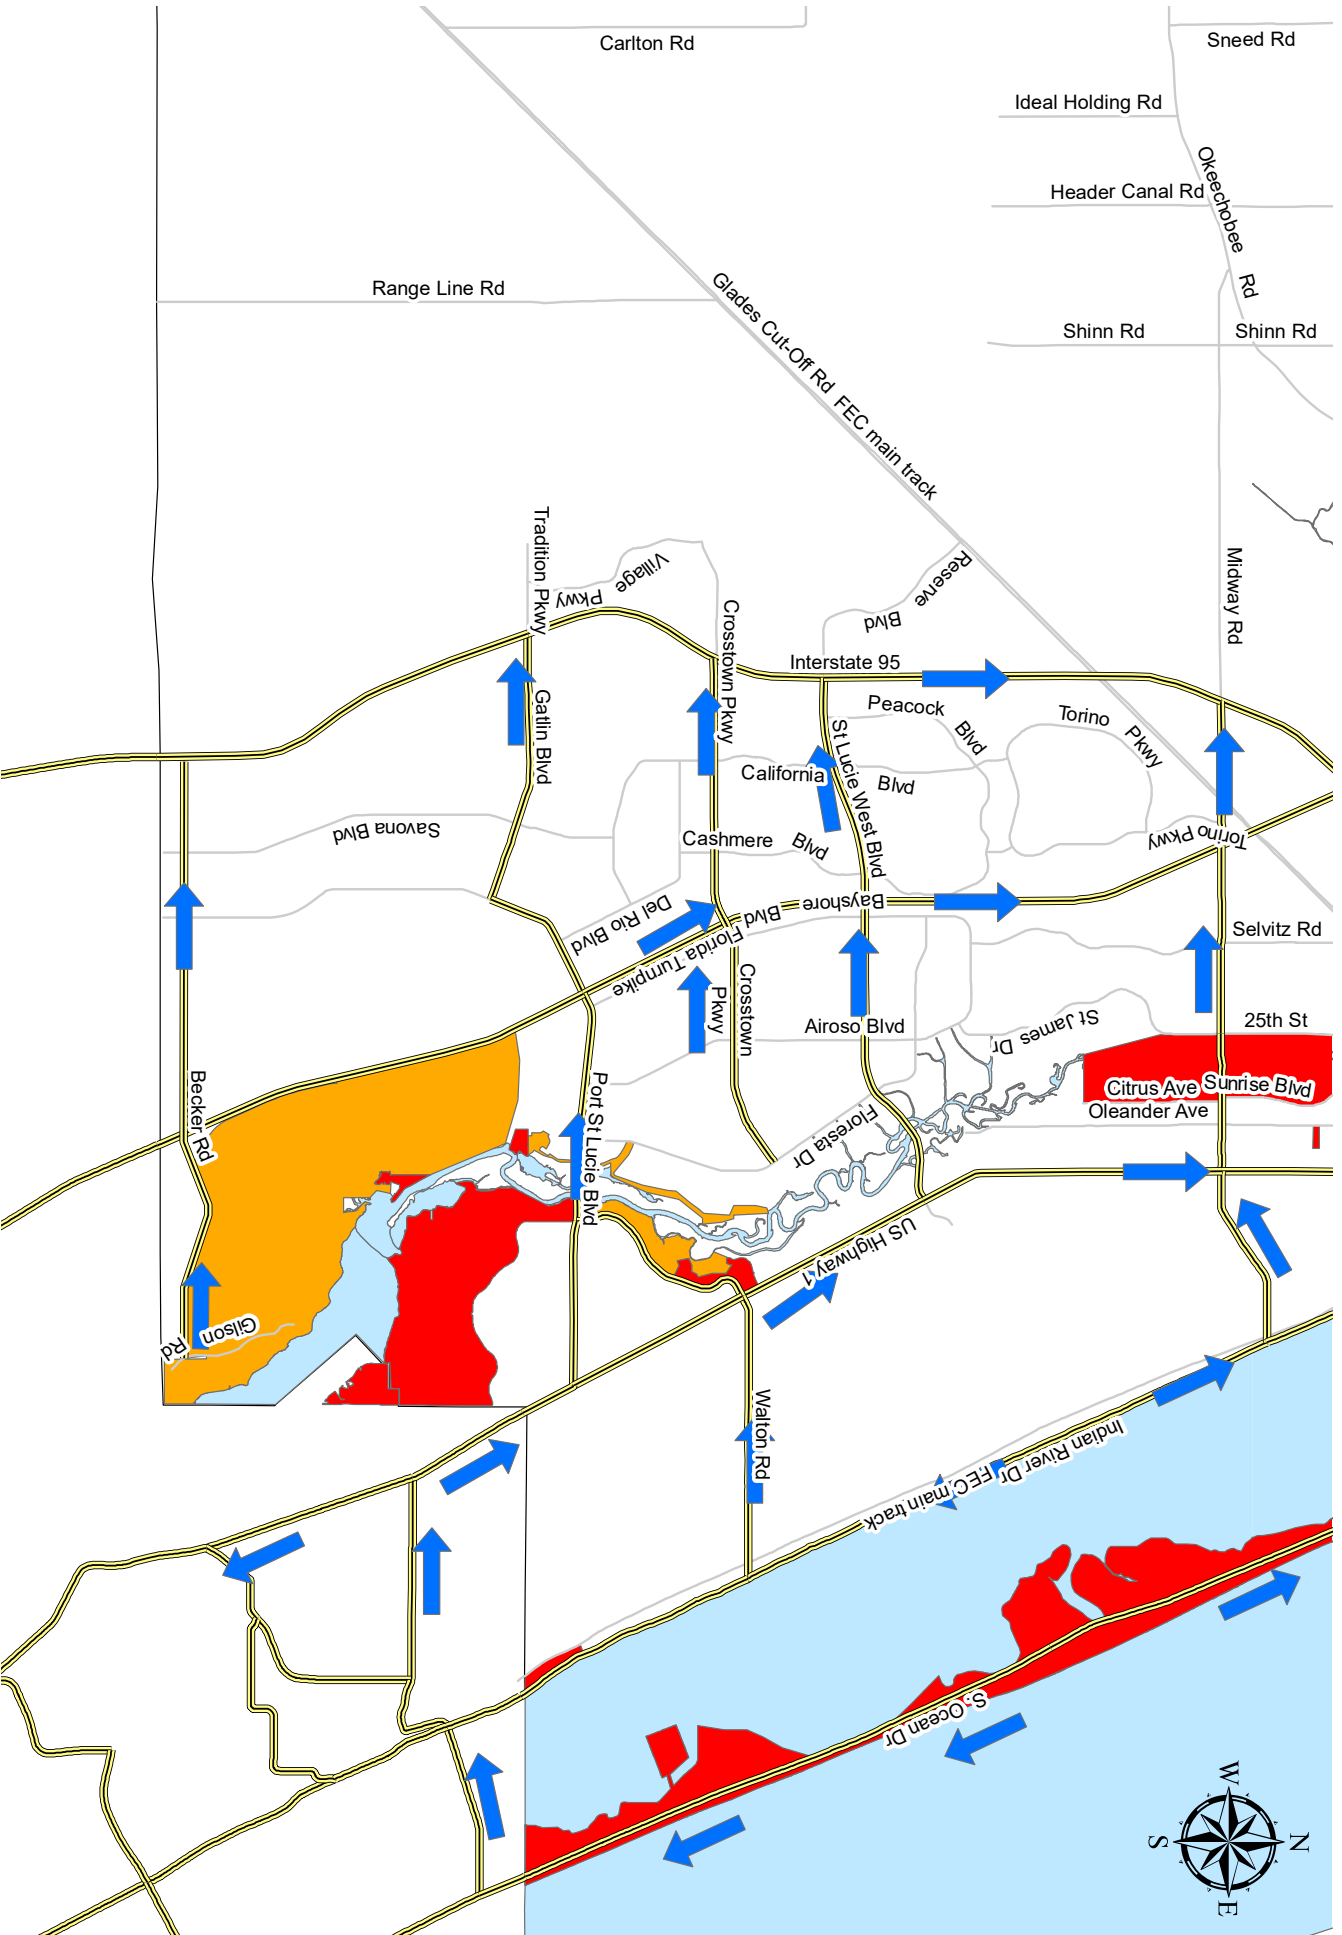 Carlton Rd
Sneed Rd
Ideal Holding Rd
Okeechobee Rd
Header Canal Rd
Range Line Rd
Glades Cut-Off Rd
FEC main track
Shinn Rd
Shinn Rd
Tradition Pkwy
Village Pkwy
Reserve Blvd
Midway Rd
Crosstown Pkwy
Interstate 95
Gatlin Blvd
Peacock Blvd
Torino Pkwy
St Lucie West Blvd
California Blvd
Savona Blvd
Cashmere Blvd
Torino Pkwy
Del Rio Blvd
Bayshore Blvd
Florida Turnpike
Selvitz Rd
Crosstown Pkwy
Airoso Blvd
St James Dr
25th St
Becker Rd
Port St Lucie Blvd
Citrus Ave
Sunrise Blvd
Oleander Ave
Floresta Dr
US Highway 1
Gilson Rd
Walton Rd
Indian River Dr
FEC main track
S. Ocean Dr
W
S
N
E